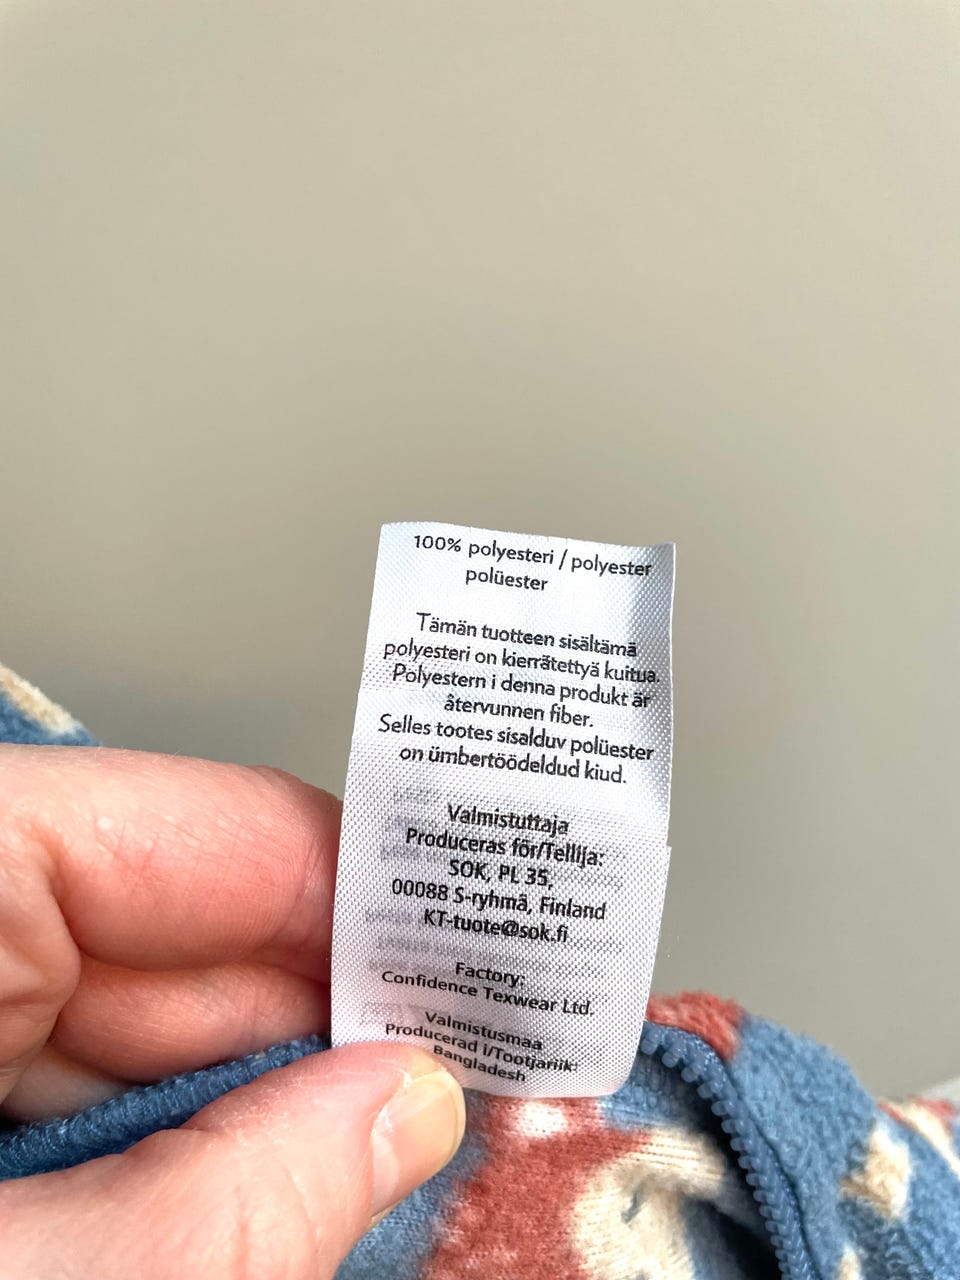 100% polyesteri / polyester
polüester
Tämän tuotteen sisältämä
polyesteri on kierrätettyä kuitua.
Polyestern i denna produkt är
återvunnen fiber.
Selles tootes sisalduv polüester
on ümbertöödeldud kiud.
Valmistuttaja
Produceras för/Tellija:
SOK, PL 35,
00088 S-ryhmä, Finland
KT-tuote@sok.fi
Factory:
Confidence Texwear Ltd.
Valmistusmaa
Producerad i/Tootjariik:
Bangladesh